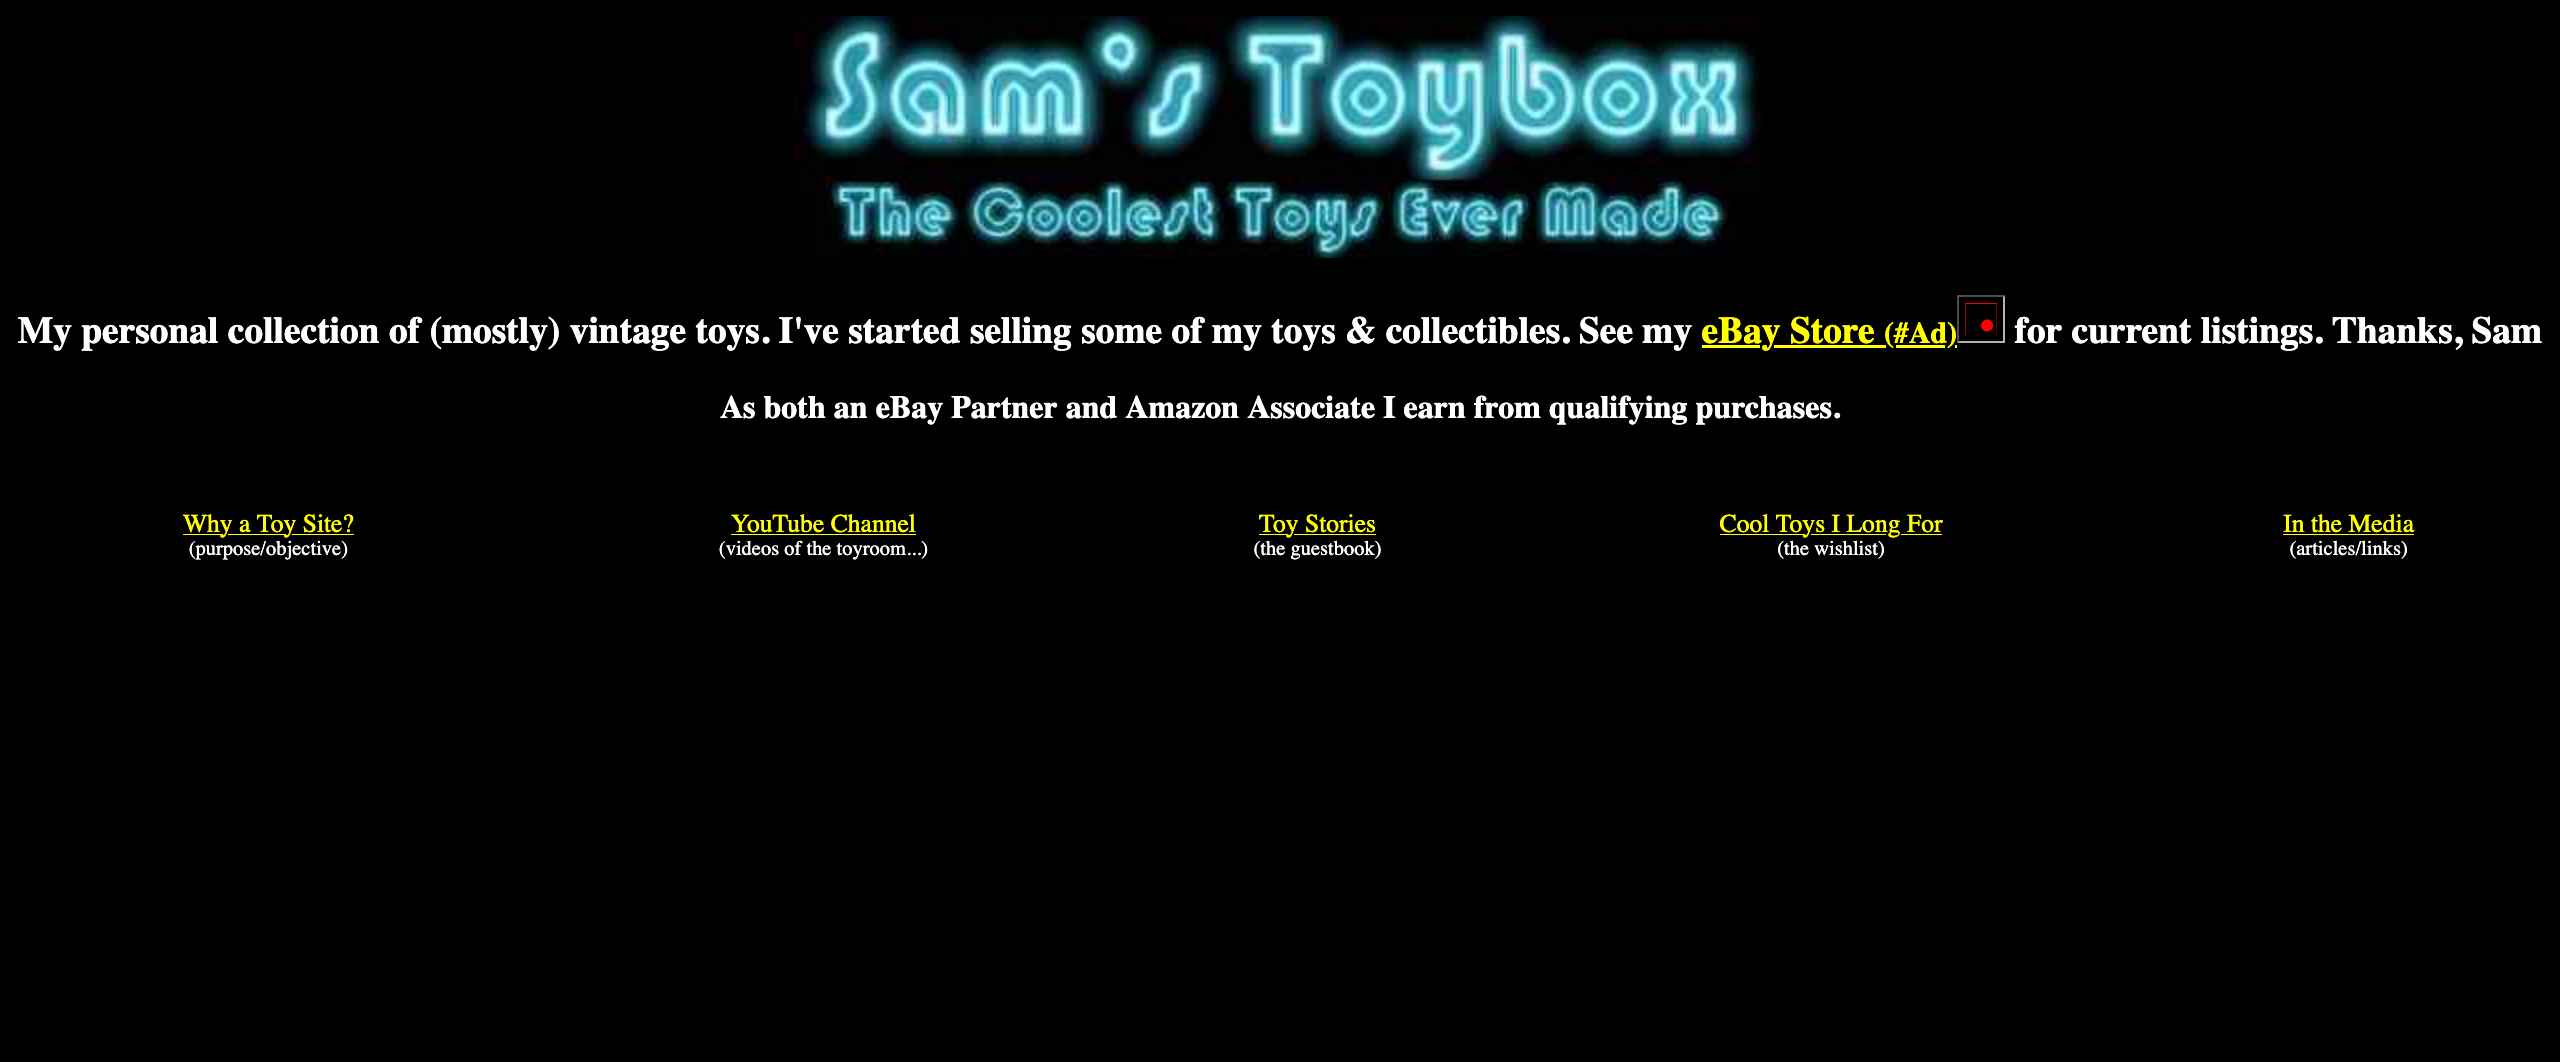 Sam's Toybox
The Coolest Toys Ever Made
My personal collection of (mostly) vintage toys. I've started selling some of my toys & collectibles. See my eBay Store (#Ad) for current listings. Thanks, Sam
As both an eBay Partner and Amazon Associate I earn from qualifying purchases.
Why a Toy Site?
(purpose/objective)
YouTube Channel
(videos of the toyroom...)
Toy Stories
(the guestbook)
Cool Toys I Long For
(the wishlist)
In the Media
(articles/links)